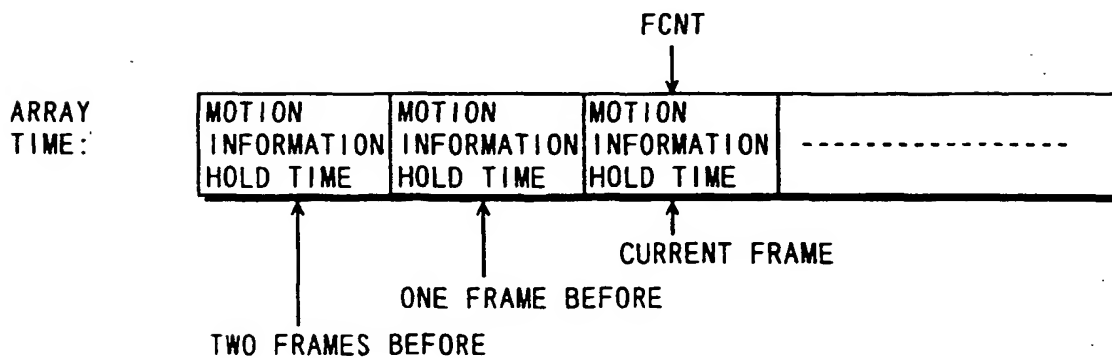 FCNT
ARRAY
TIME:
MOTION
INFORMATION
HOLD TIME
MOTION
INFORMATION
HOLD TIME
MOTION
INFORMATION
HOLD TIME
CURRENT FRAME
ONE FRAME BEFORE
TWO FRAMES BEFORE